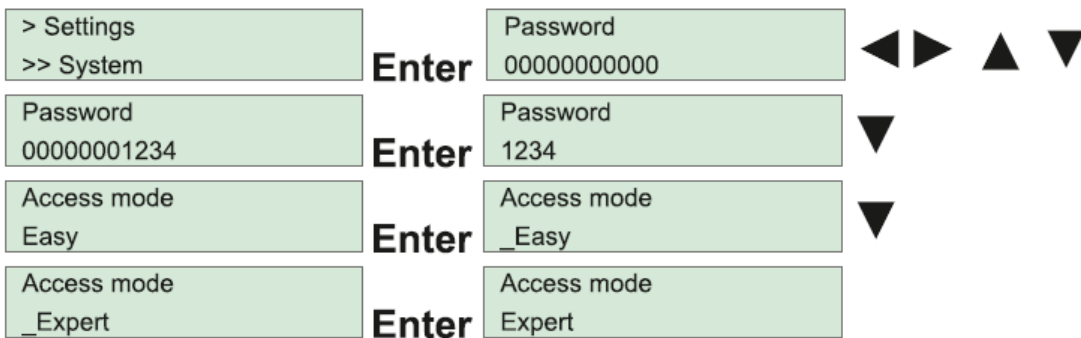 > Settings
>> System
Enter
Password
00000000000
Password
00000001234
Enter
Password
1234
Access mode
Easy
Enter
Access mode
_Easy
Access mode
_Expert
Enter
Access mode
Expert